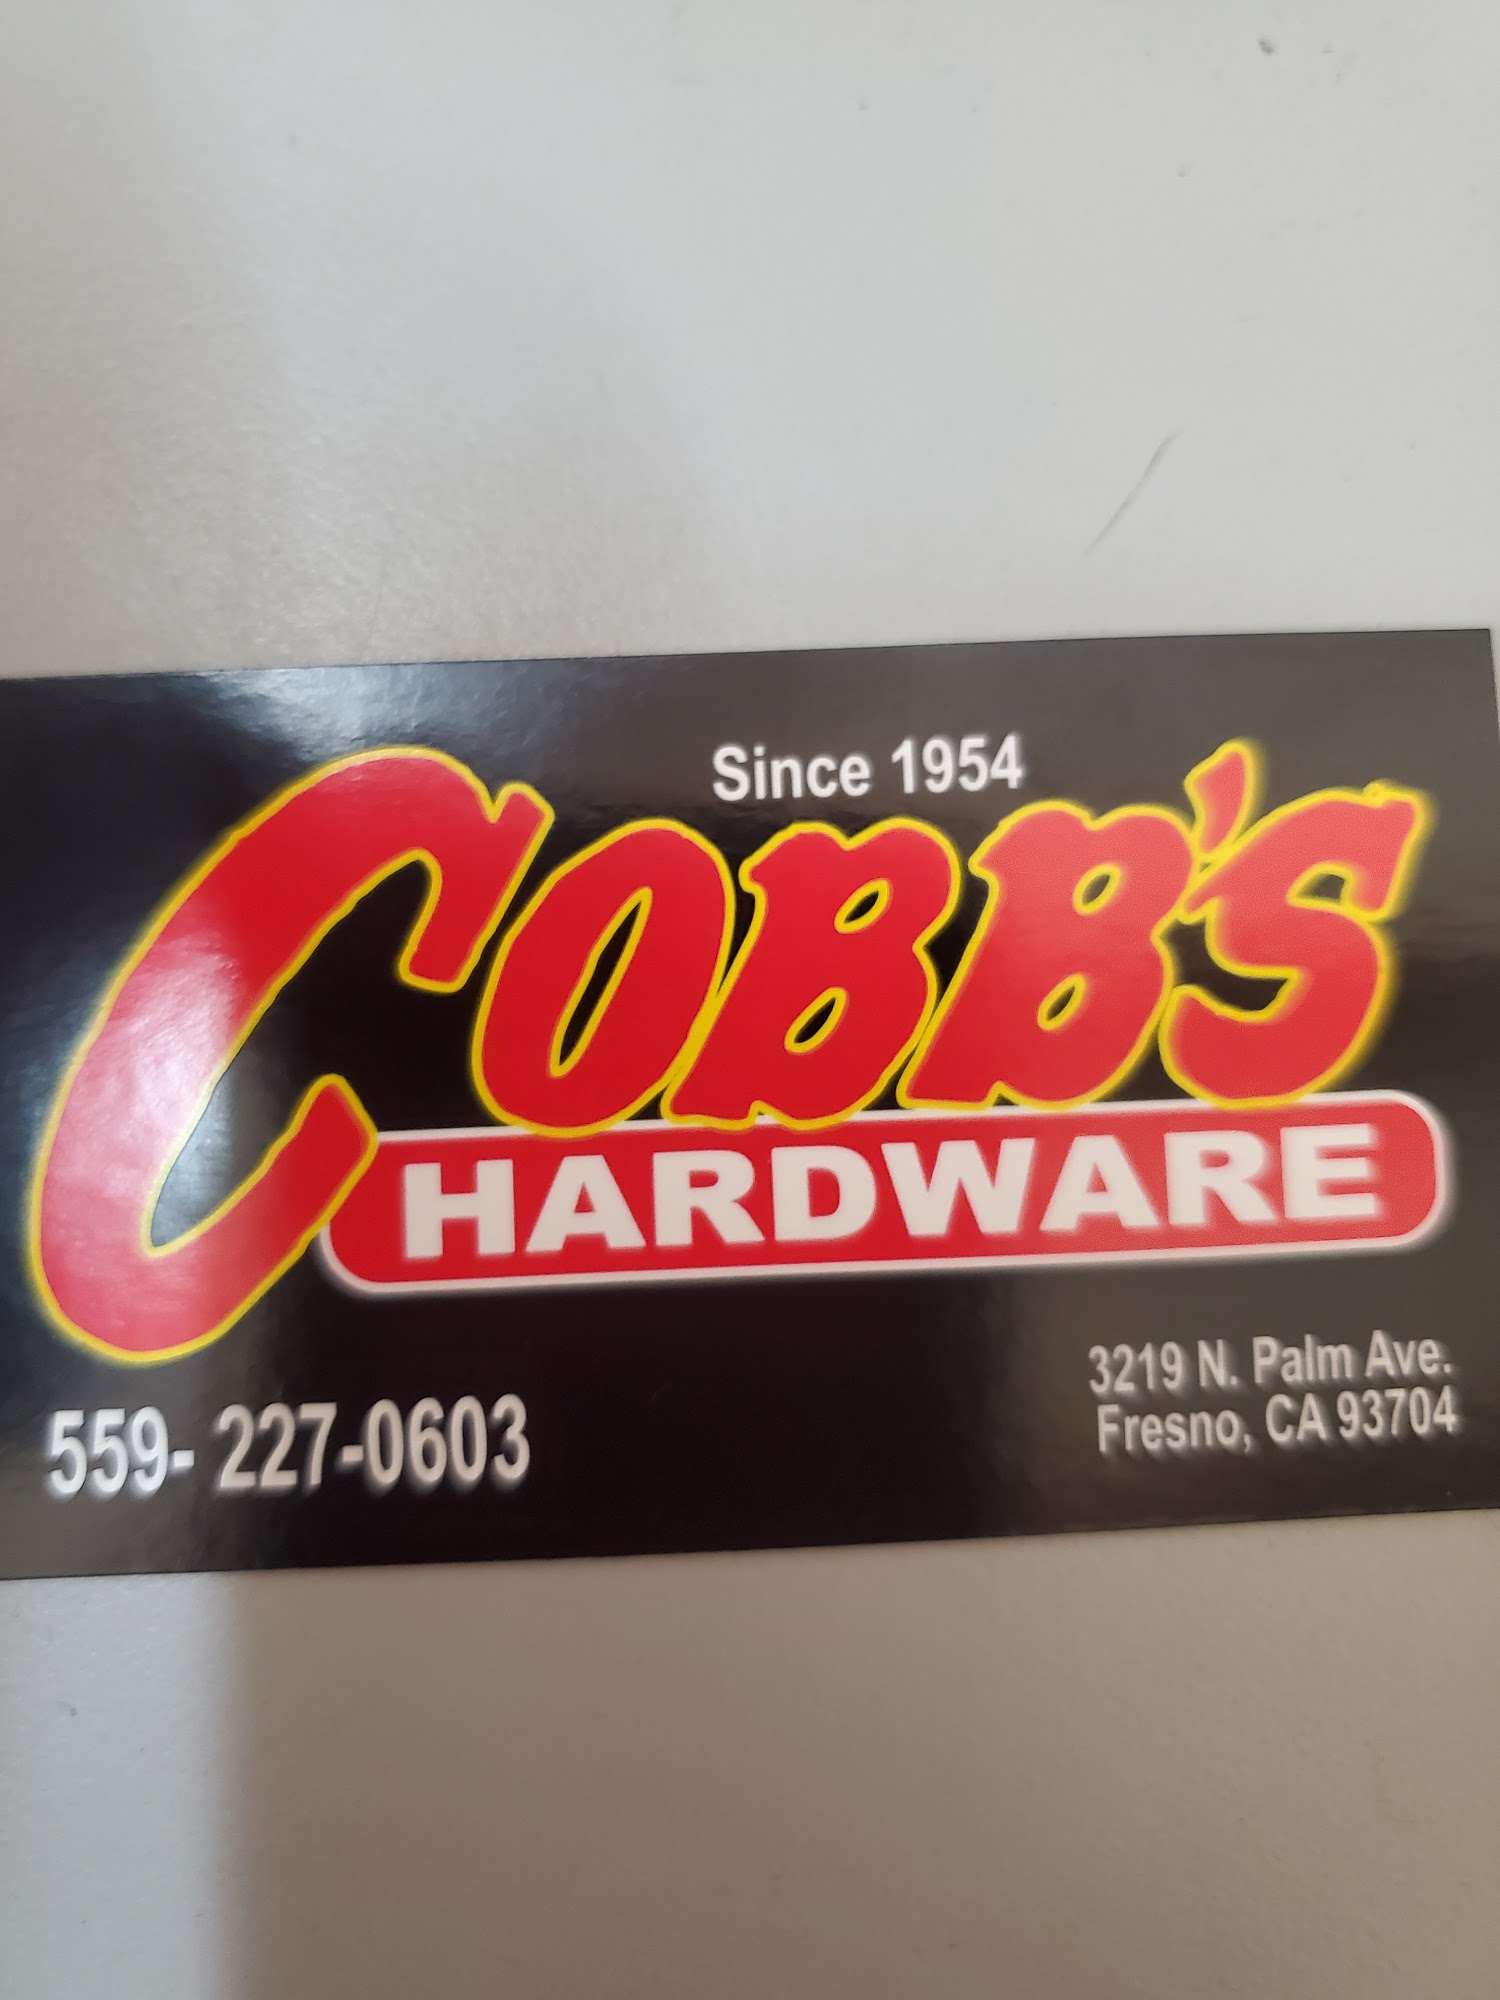 Since 1954
COBB'S
HARDWARE
559- 227-0603
3219 N. Palm Ave.
Fresno, CA 93704